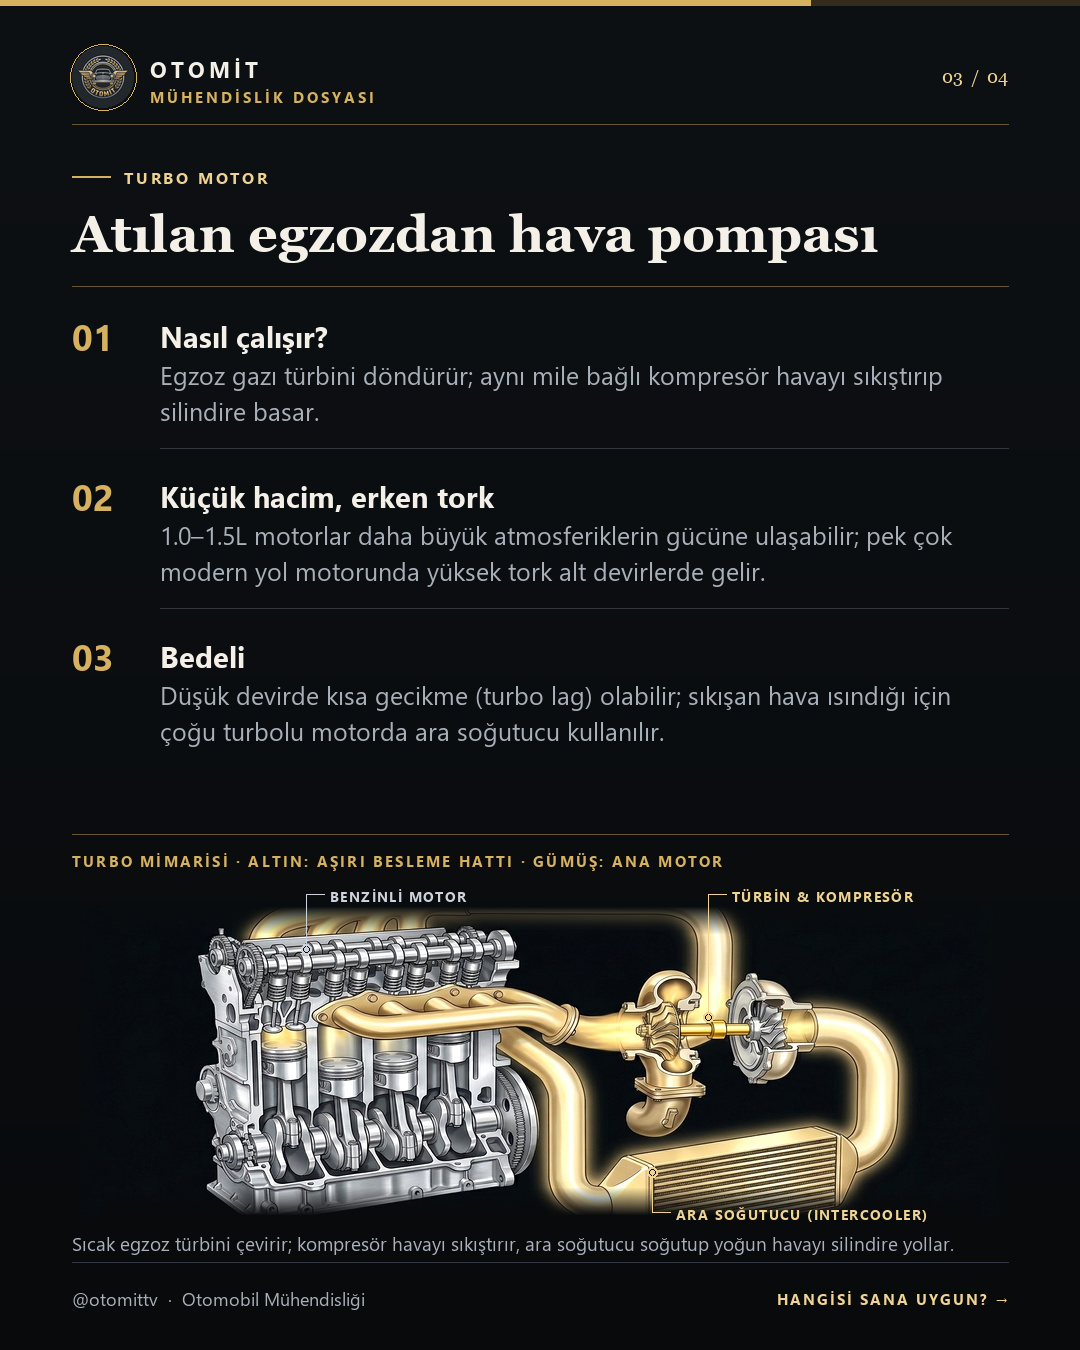 OTOMİT
OTOMİT
MÜHENDİSLİK DOSYASI
03 / 04
TURBO MOTOR
Atılan egzozdan hava pompası
01
Nasıl çalışır?
Egzoz gazı türbini döndürür; aynı mile bağlı kompresör havayı sıkıştırıp
silindire basar.
02
Küçük hacim, erken tork
1.0–1.5L motorlar daha büyük atmosferiklerin gücüne ulaşabilir; pek çok
modern yol motorunda yüksek tork alt devirlerde gelir.
03
Bedeli
Düşük devirde kısa gecikme (turbo lag) olabilir; sıkışan hava ısındığı için
çoğu turbolu motorda ara soğutucu kullanılır.
TURBO MİMARİSİ · ALTIN: AŞIRI BESLEME HATTI · GÜMÜŞ: ANA MOTOR
BENZİNLİ MOTOR
TÜRBİN & KOMPRESÖR
ARA SOĞUTUCU (INTERCOOLER)
Sıcak egzoz türbini çevirir; kompresör havayı sıkıştırır, ara soğutucu soğutup yoğun havayı silindire yollar.
@otomittv · Otomobil Mühendisliği
HANGİSİ SANA UYGUN? →